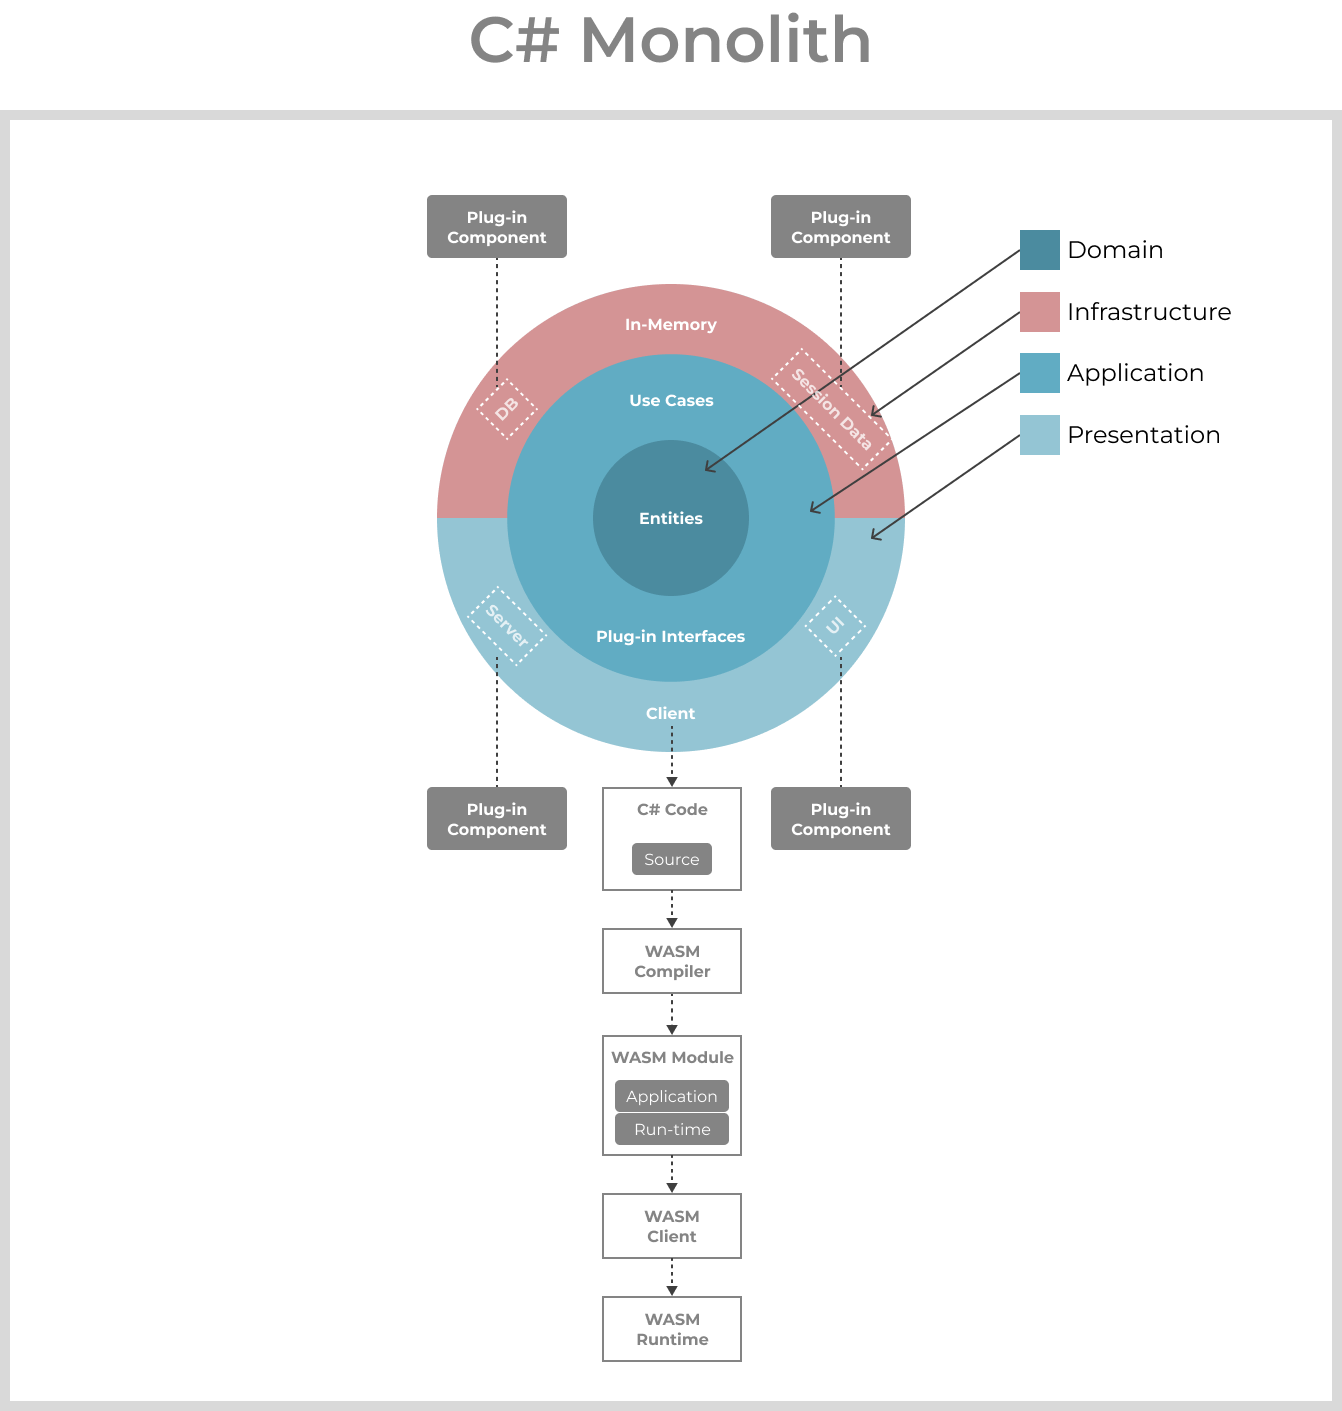 C# Monolith
Plug-in
Component
Plug-in
Component
Domain
Infrastructure
Application
Presentation
In-Memory
DB
Session Data
Use Cases
Entities
Server
UI
Plug-in Interfaces
Client
Plug-in
Component
C# Code
Source
Plug-in
Component
WASM
Compiler
WASM Module
Application
Run-time
WASM
Client
WASM
Runtime